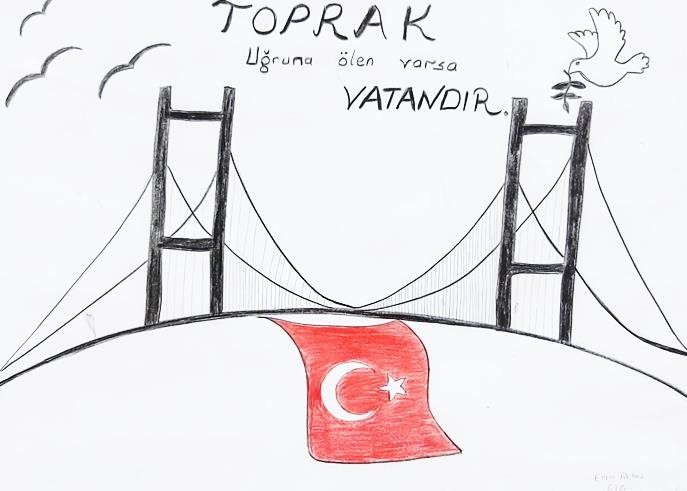 TOPRAK
Uğruna ölen varsa
VATANDIR.